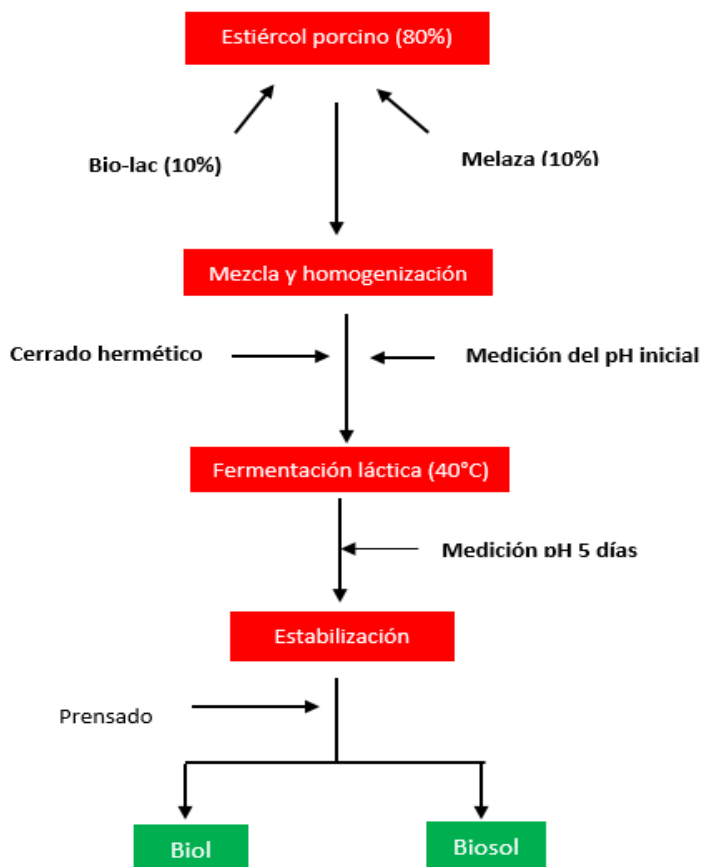 Estiércol porcino (80%)
Bio-lac (10%)
Melaza (10%)
Mezcla y homogenización
Cerrado hermético
Medición del pH inicial
Fermentación láctica (40°C)
Medición pH 5 días
Estabilización
Prensado
Biol
Biosol